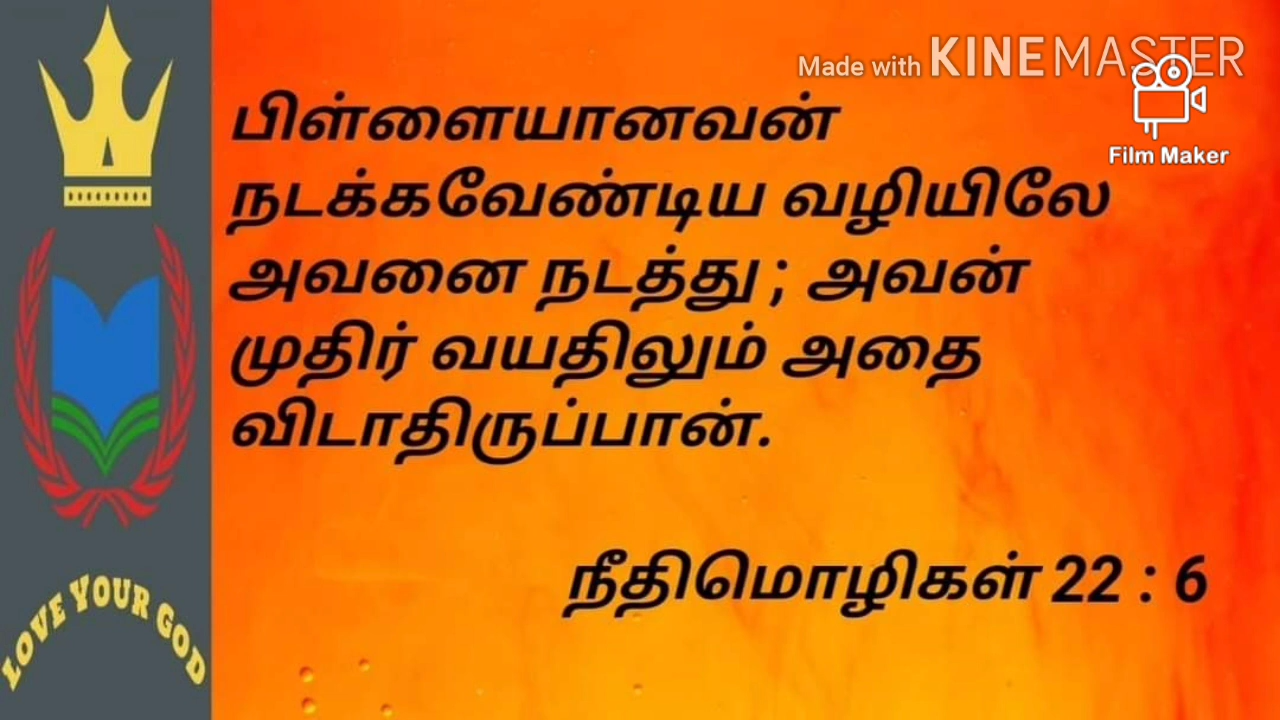 Made with KINEMASTER
Film Maker
பிள்ளையானவன்
நடக்கவேண்டிய வழியிலே
அவனை நடத்து ; அவன்
முதிர் வயதிலும் அதை
விடாதிருப்பான்.
நீதிமொழிகள் 22 : 6
LOVE YOUR GOD